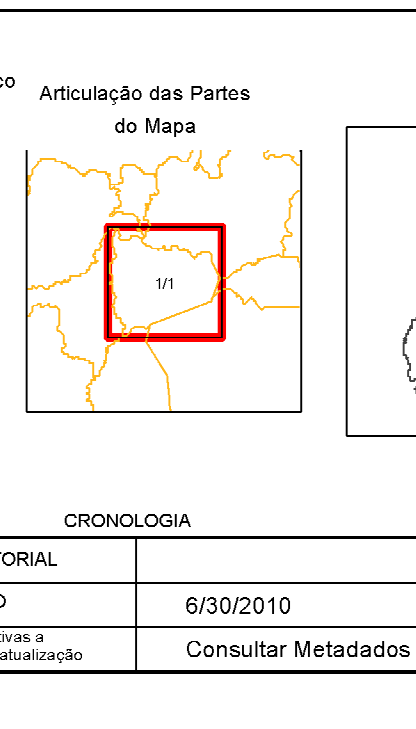 co
Articulação das Partes
do Mapa
1/1
CRONOLOGIA
TORIAL
O
6/30/2010
tivas a
atualização
Consultar Metadados